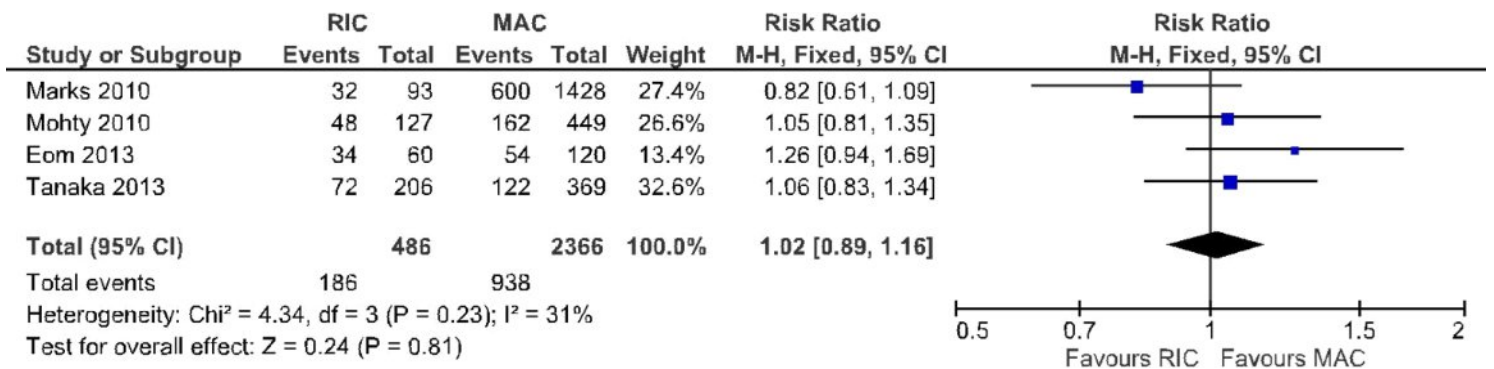 RIC MAC Risk Ratio Risk Ratio
Study or Subgroup Events Total Events Total Weight M-H, Fixed, 95% CI M-H, Fixed, 95% CI
Marks 2010 32 93 600 1428 27.4% 0.82 [0.61, 1.09]
Mohty 2010 48 127 162 449 26.6% 1.05 [0.81, 1.35]
Eom 2013 34 60 54 120 13.4% 1.26 [0.94, 1.69]
Tanaka 2013 72 206 122 369 32.6% 1.06 [0.83, 1.34]
Total (95% CI) 486 2366 100.0% 1.02 [0.89, 1.16]
Total events 186 938
Heterogeneity: Chi² = 4.34, df = 3 (P = 0.23); I² = 31%
Test for overall effect: Z = 0.24 (P = 0.81)
0.5 0.7 1 1.5 2
Favours RIC Favours MAC